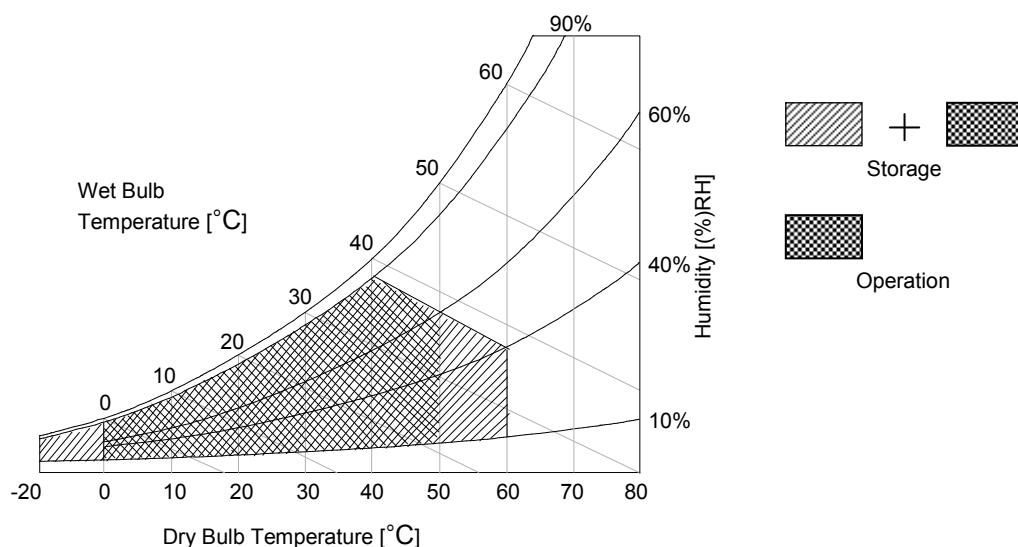 90%
60
60%
50
Wet Bulb
Temperature [°C]
Humidity [(%)RH]
Storage
40
40%
Operation
30
20
10
0
10%
-20 0 10 20 30 40 50 60 70 80
Dry Bulb Temperature [°C]